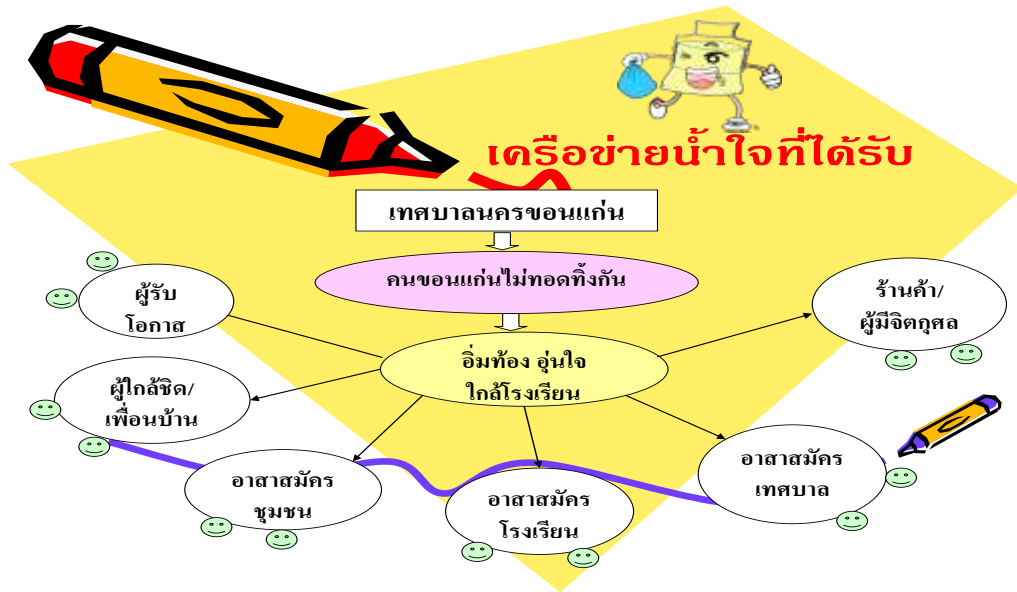 เครือข่ายน้ำใจที่ได้รับ
เทศบาลนครขอนแก่น
คนขอนแก่นไม่ทอดทิ้งกัน
ผู้รับ
โอกาส
ร้านค้า/
ผู้มีจิตกุศล
อิ่มท้อง อุ่นใจ
ใกล้โรงเรียน
ผู้ใกล้ชิด/
เพื่อนบ้าน
อาสาสมัคร
ชุมชน
อาสาสมัคร
โรงเรียน
อาสาสมัคร
เทศบาล